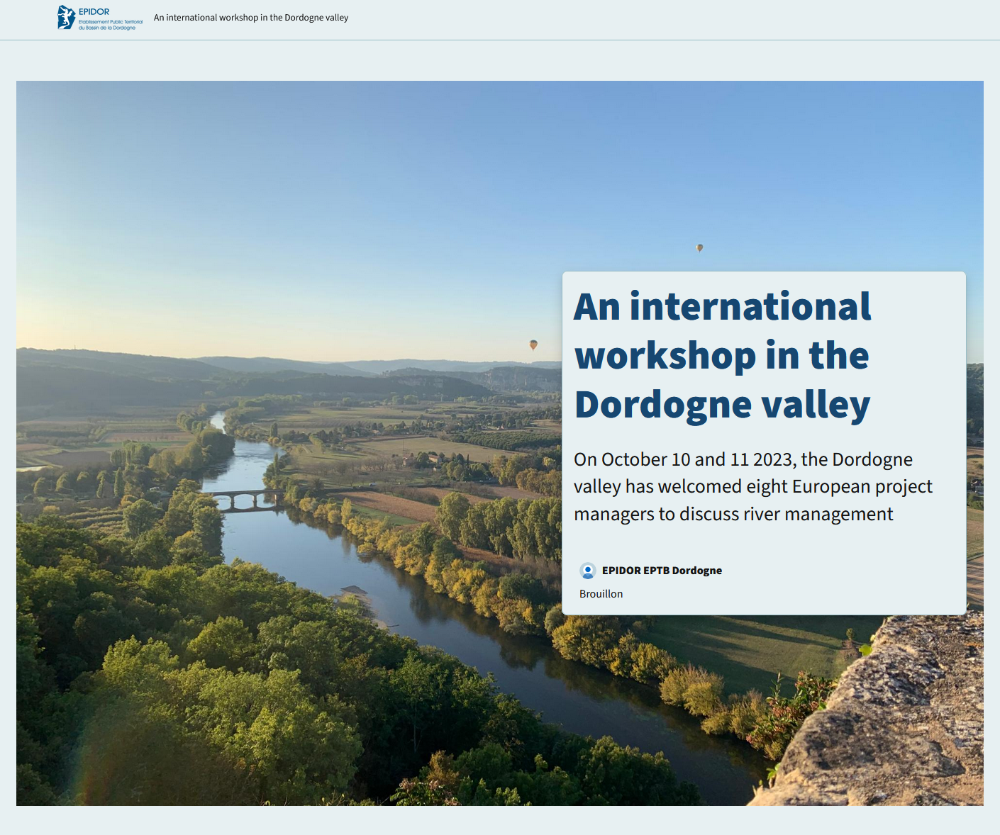 EPIDOR
Etablissement Public Territorial
du Bassin de la Dordogne
An international workshop in the Dordogne valley
An international
workshop in the
Dordogne valley
On October 10 and 11 2023, the Dordogne
valley has welcomed eight European project
managers to discuss river management
EPIDOR EPTB Dordogne
Brouillon